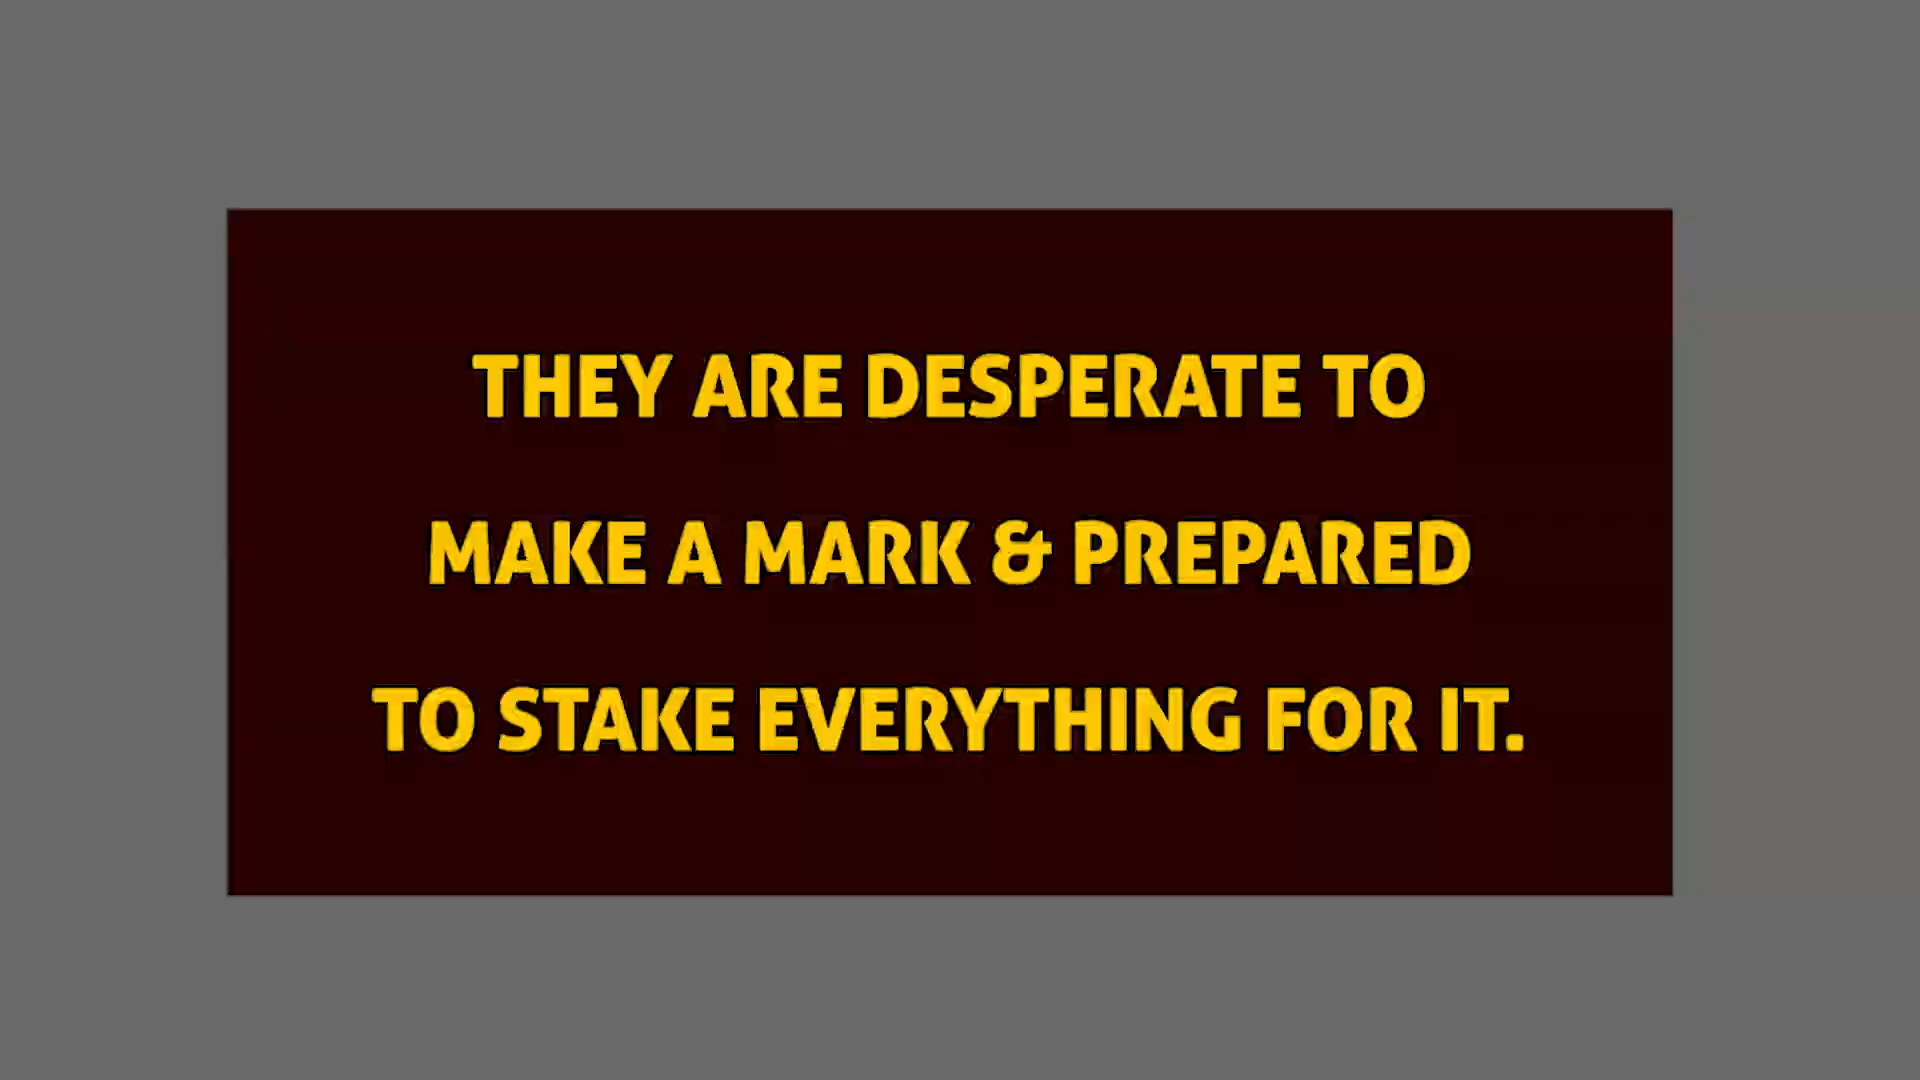 THEY ARE DESPERATE TO
MAKE A MARK & PREPARED
TO STAKE EVERYTHING FOR IT.